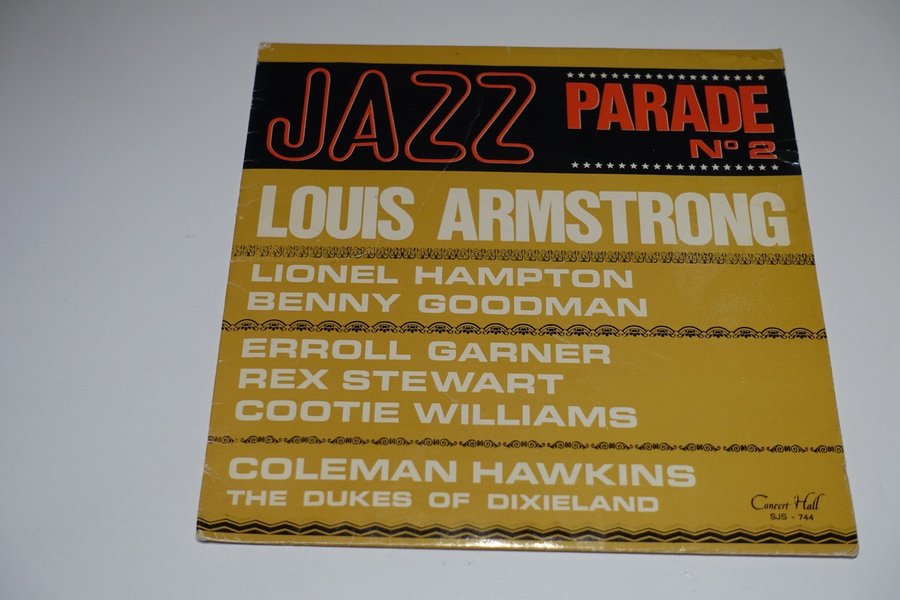 JAZZ PARADE
Nº 2
LOUIS ARMSTRONG
LIONEL HAMPTON
BENNY GOODMAN
ERROLL GARNER
REX STEWART
COOTIE WILLIAMS
COLEMAN HAWKINS
THE DUKES OF DIXIELAND
Concert Hall
SJS - 744